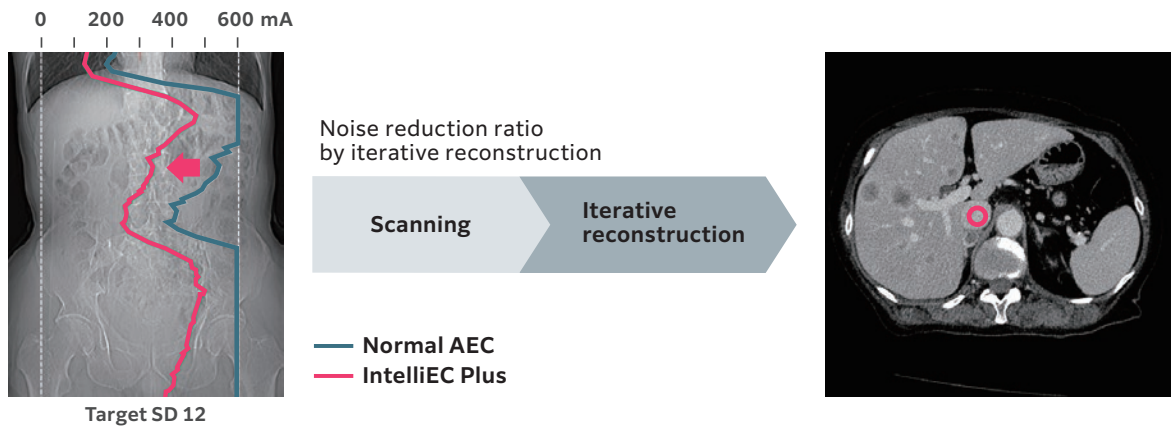 0 200 400 600 mA
Noise reduction ratio
by iterative reconstruction
Scanning
Iterative
reconstruction
Normal AEC
IntelliEC Plus
Target SD 12